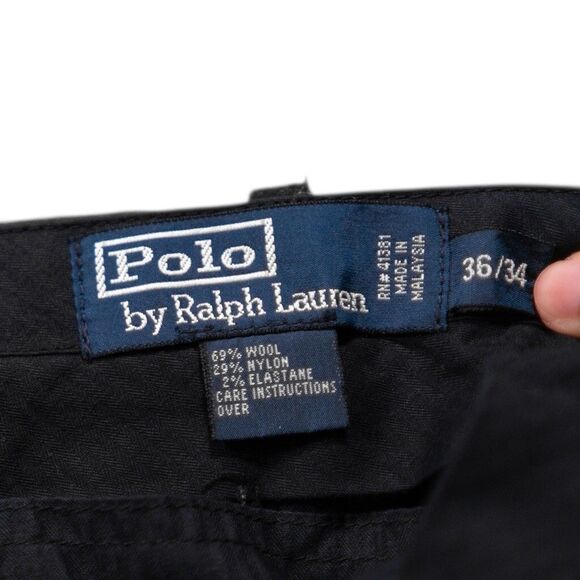 Polo
by Ralph Lauren
RN# 41381
MADE IN
MALAYSIA
36/34
69% WOOL
29% NYLON
2% ELASTANE
CARE INSTRUCTIONS
OVER